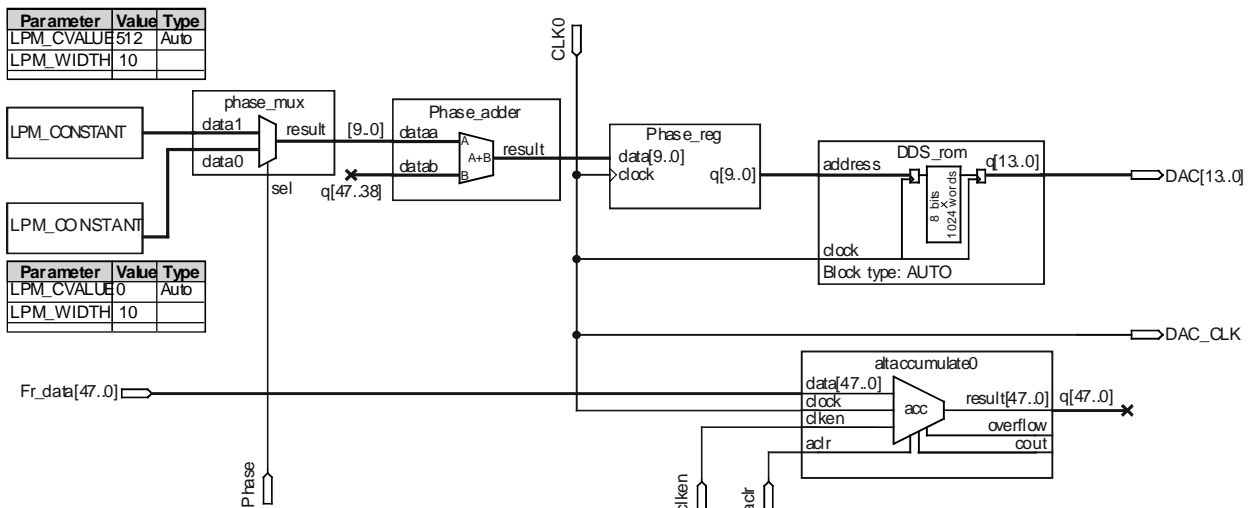 Parameter Value Type
LPM_CVALUE 512 Auto
LPM_WIDTH 10
CLK0
LPM_CONSTANT
phase_mux
data1
data0
result
sel
[9..0]
Phase_adder
dataa
datab
A
B
A+B
result
q[47..38]
Phase_reg
data[9..0]
clock
q[9..0]
DDS_rom
address
q[13..0]
8 bits
×
1024 words
clock
Block type: AUTO
DAC[13..0]
LPM_CONSTANT
Parameter Value Type
LPM_CVALUE 0 Auto
LPM_WIDTH 10
DAC_CLK
Fr_data[47..0]
altaccumulate0
data[47..0]
clock
clken
aclr
acc
result[47..0]
overflow
cout
q[47..0]
Phase
clken
aclr